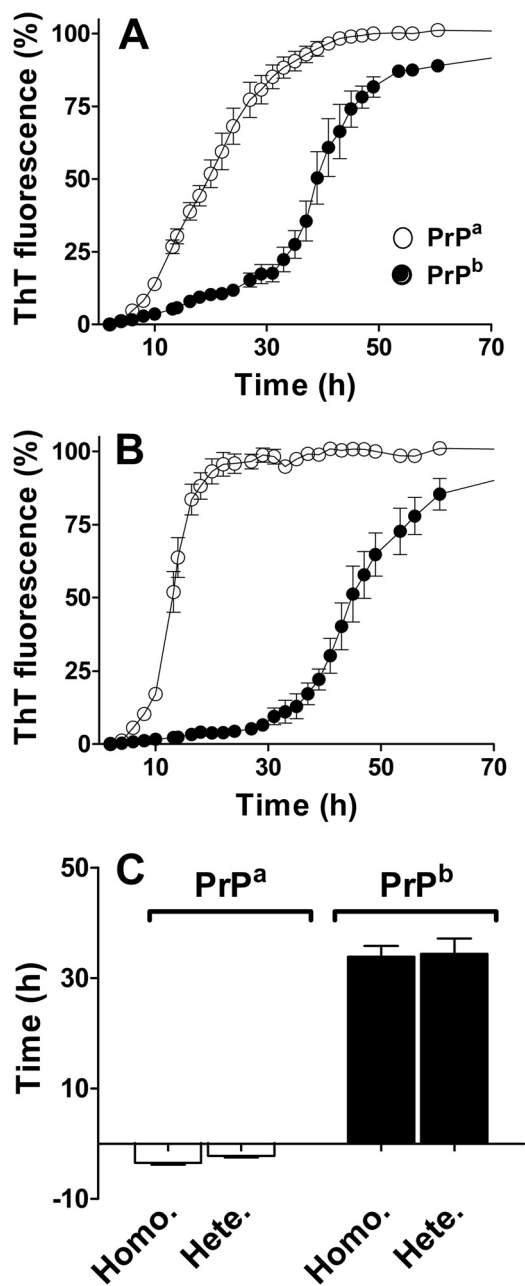 A
ThT fluorescence (%)
100
75
50
25
0
PrPᵃ
PrPᵇ
10 30 50 70
Time (h)
B
ThT fluorescence (%)
100
75
50
25
0
10 30 50 70
Time (h)
C
Time (h)
50
30
10
-10
PrPᵃ PrPᵇ
Homo. Hete. Homo. Hete.